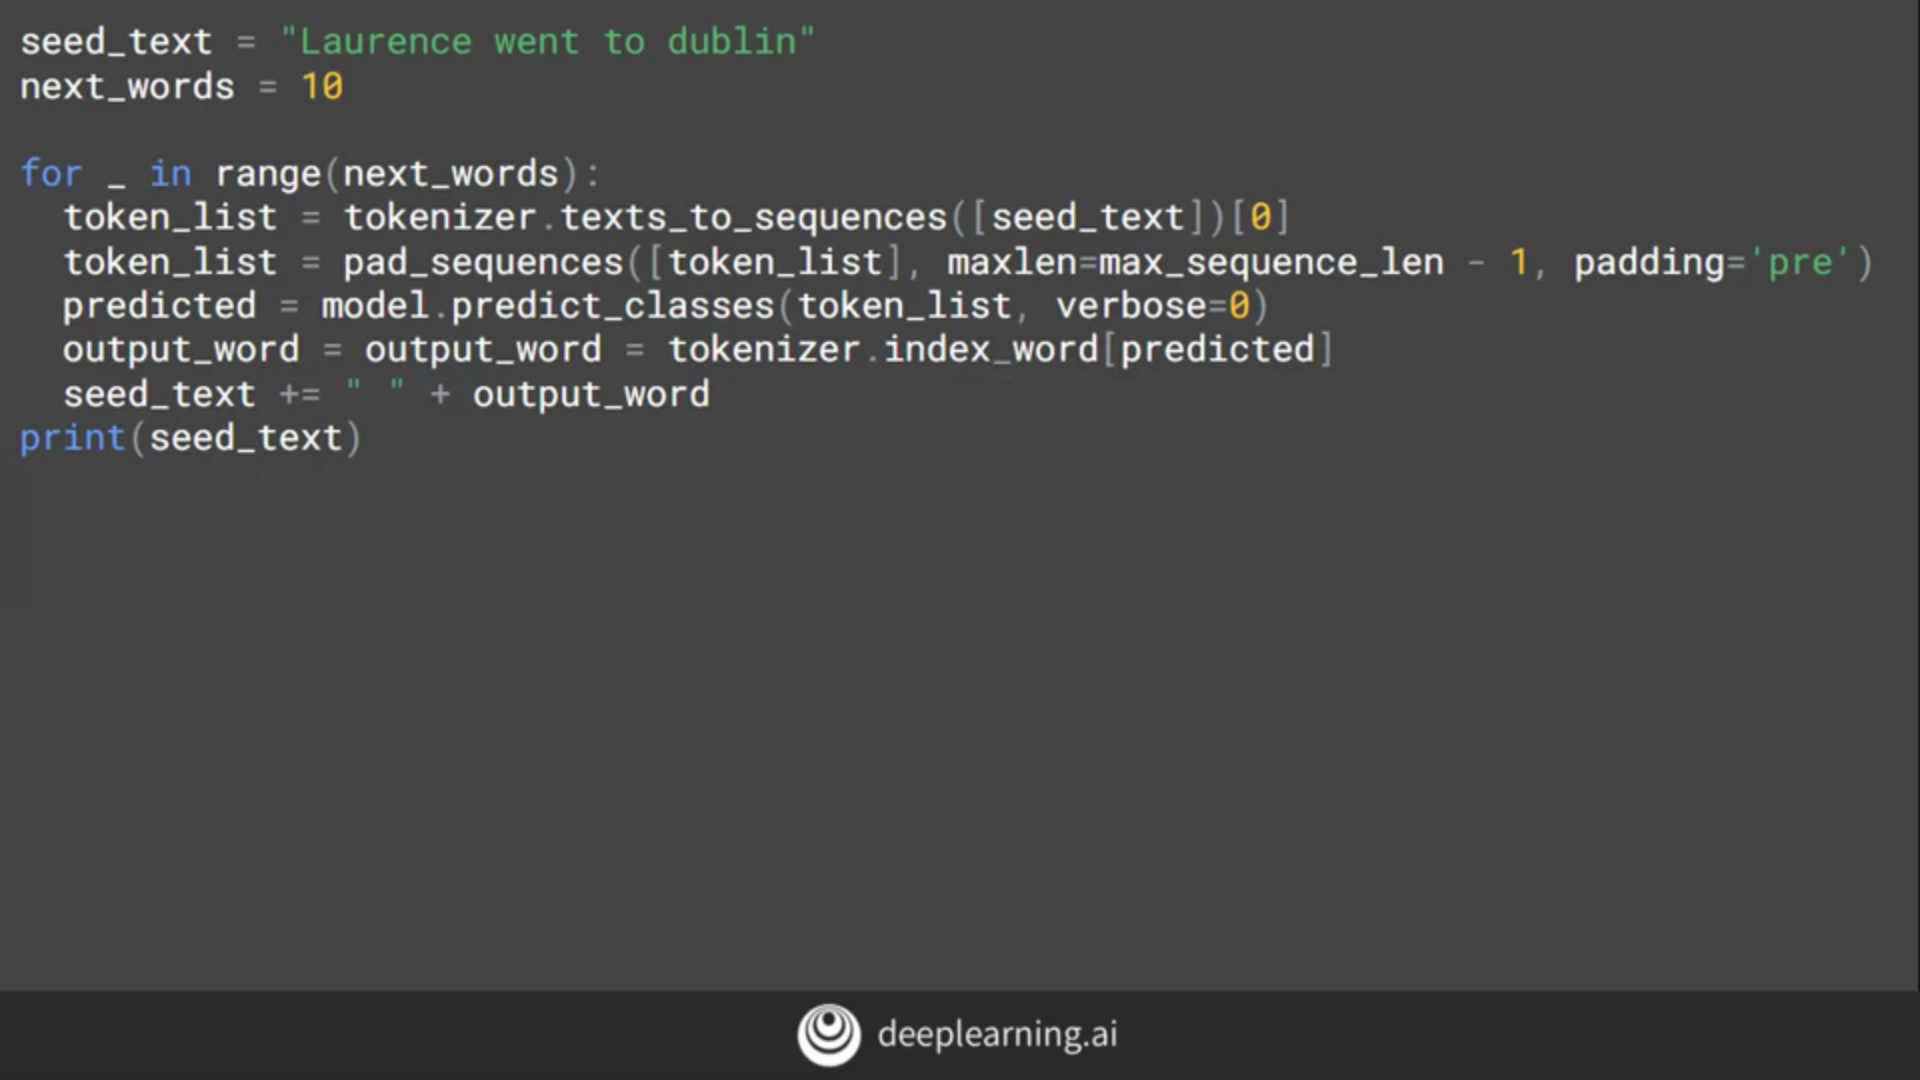 seed_text = "Laurence went to dublin"
next_words = 10
for _ in range(next_words):
  token_list = tokenizer.texts_to_sequences([seed_text])[0]
  token_list = pad_sequences([token_list], maxlen=max_sequence_len - 1, padding='pre')
  predicted = model.predict_classes(token_list, verbose=0)
  output_word = output_word = tokenizer.index_word[predicted]
  seed_text += " " + output_word
print(seed_text)
deeplearning.ai